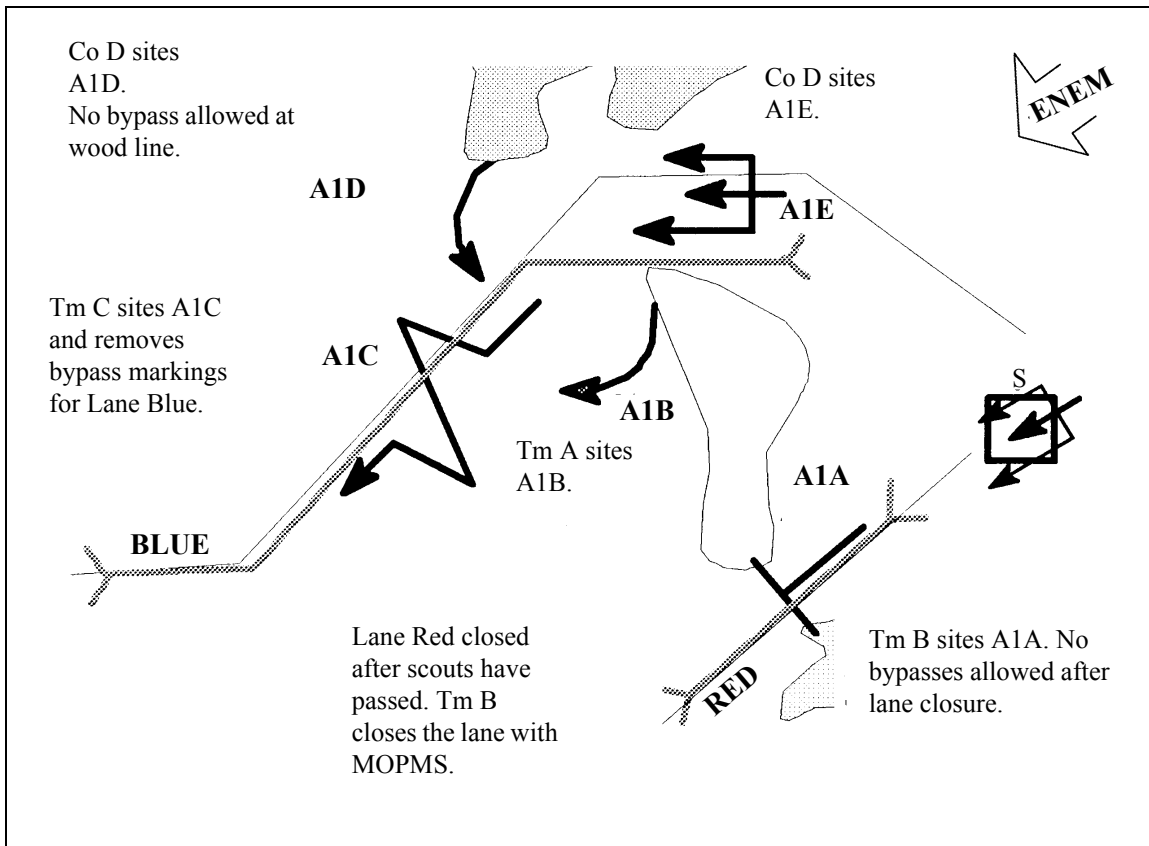 Co D sites
A1D.
No bypass allowed at
wood line.
Co D sites
A1E.
ENEM
A1D
A1E
Tm C sites A1C
and removes
bypass markings
for Lane Blue.
A1C
S
A1B
Tm A sites
A1B.
A1A
BLUE
Lane Red closed
after scouts have
passed. Tm B
closes the lane with
MOPMS.
RED
Tm B sites A1A. No
bypasses allowed after
lane closure.